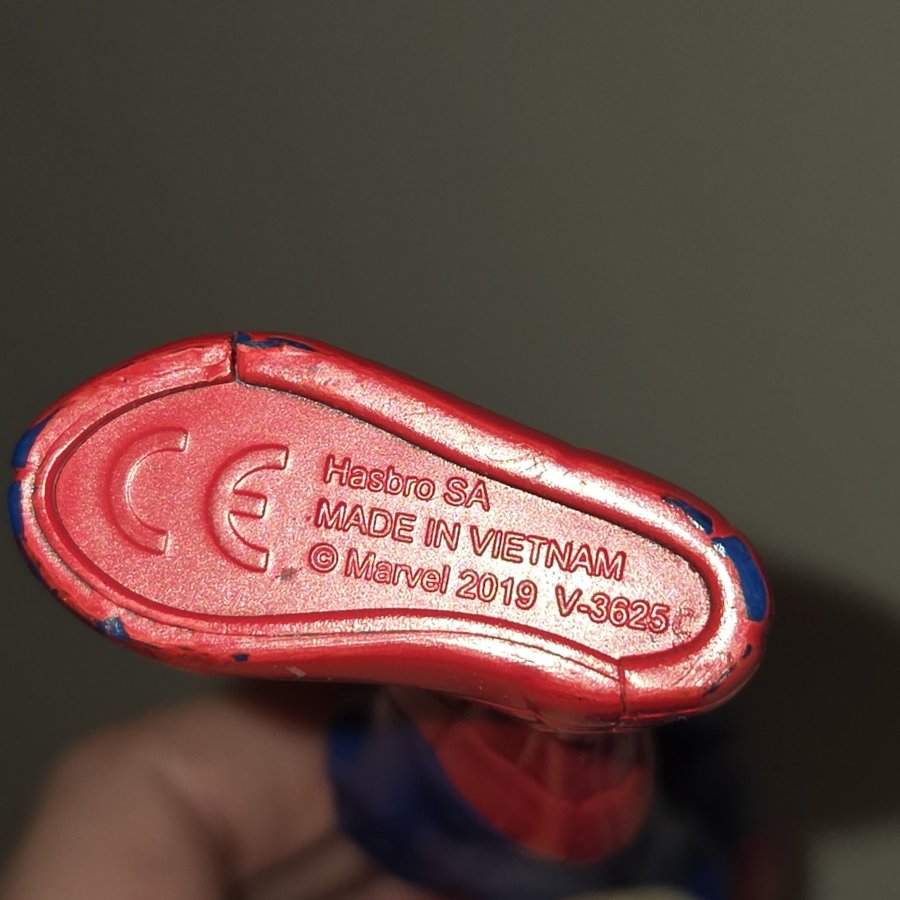 CE
Hasbro SA
MADE IN VIETNAM
© Marvel 2019 V-3625